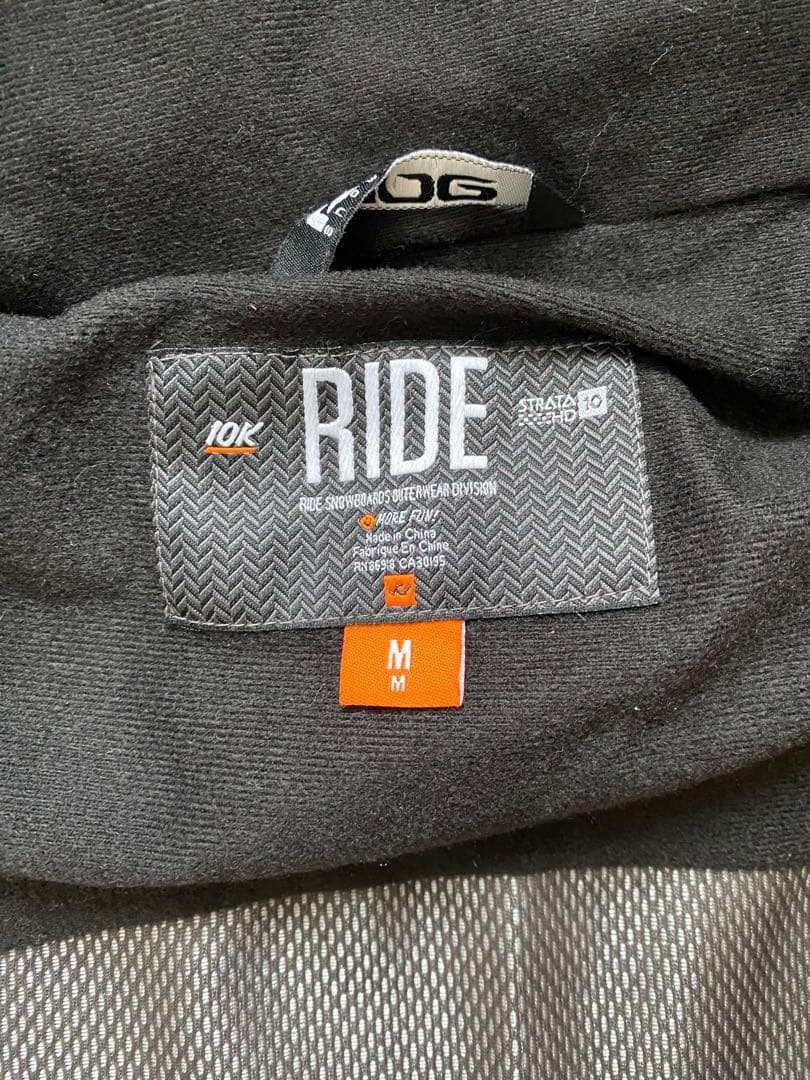 OG
10K
RIDE
STRATA
HD 10
RIDE SNOWBOARDS OUTERWEAR DIVISION
MORE FUN!
Made in China
Fabriqué En Chine
RN86918 CA30195
M
M